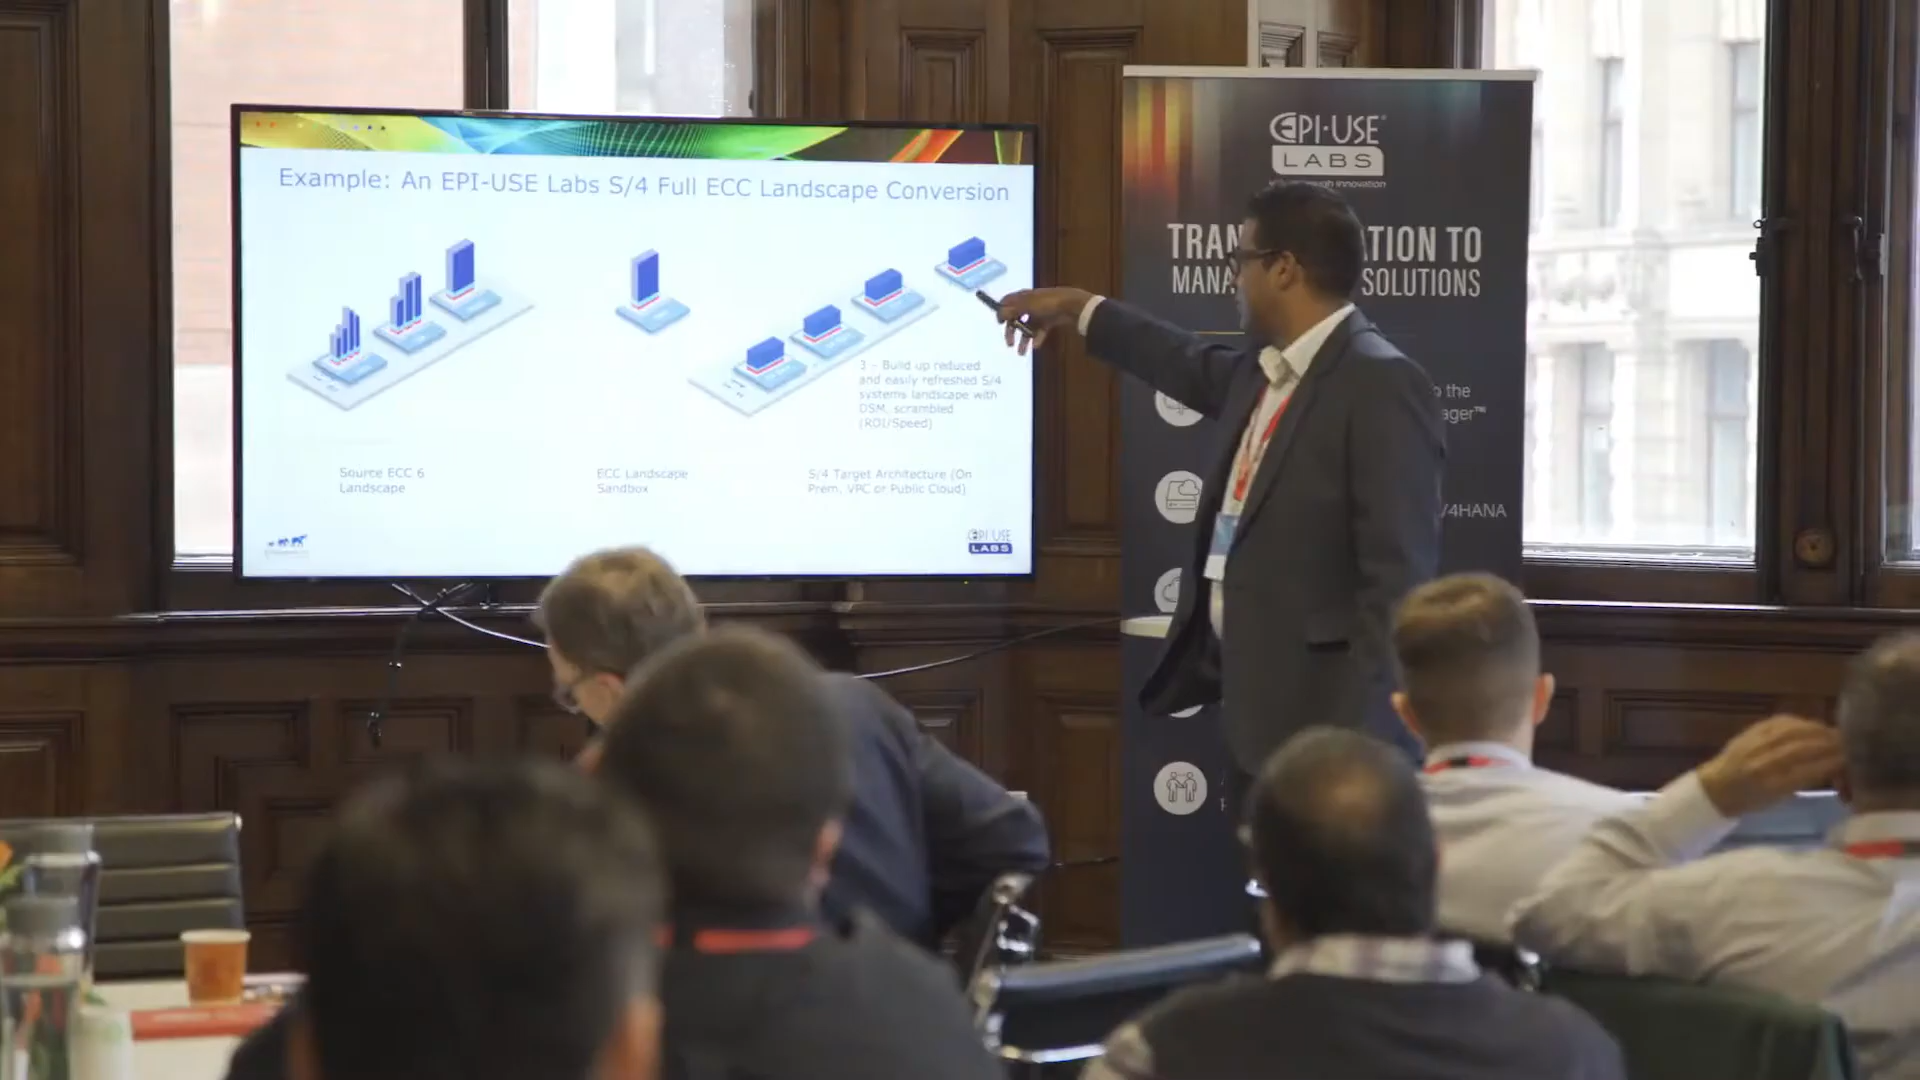 Example: An EPI-USE Labs S/4 Full ECC Landscape Conversion
3 - Build up reduced
and easily refreshed S/4
systems landscape with
DSM, scrambled
(ROI/Speed)
Source ECC 6
Landscape
ECC Landscape
Sandbox
S/4 Target Architecture (On
Prem, VPC or Public Cloud)
EPI-USE
LABS
EPI-USE
LABS
innovation
TRAN ATION TO
MANA SOLUTIONS
the
ager™
/4HANA